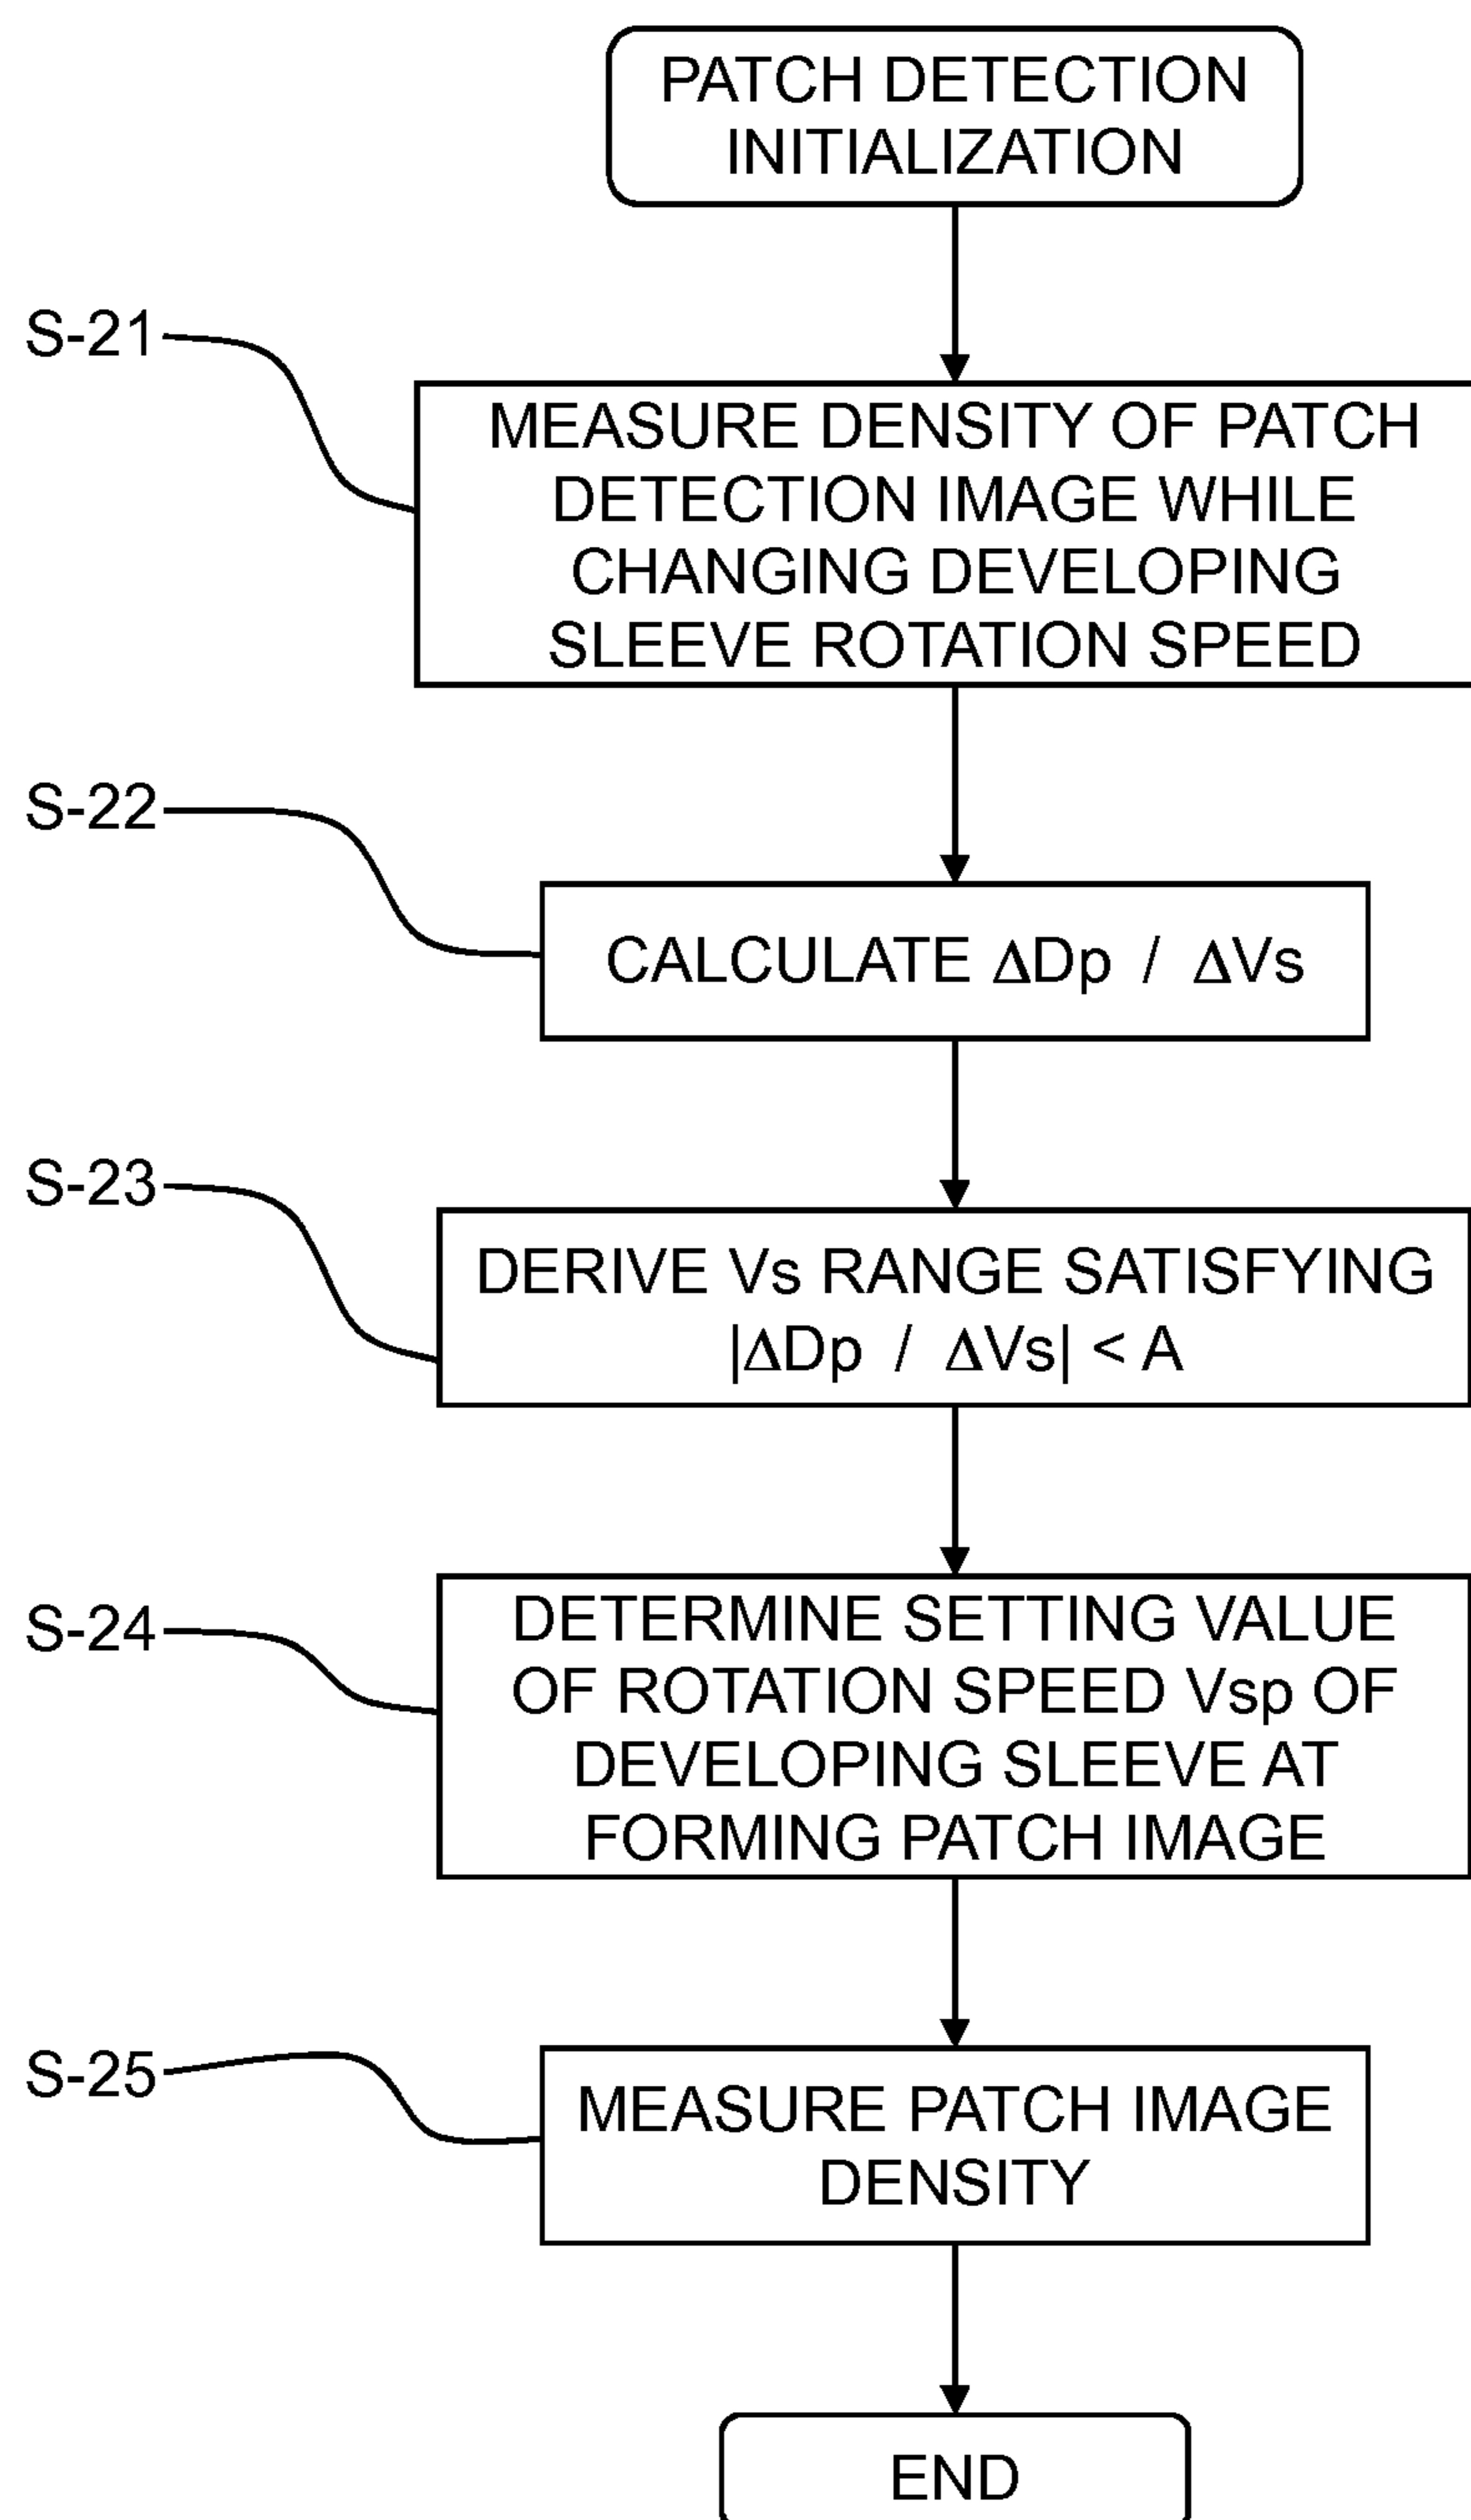 PATCH DETECTION
INITIALIZATION
S-21
MEASURE DENSITY OF PATCH
DETECTION IMAGE WHILE
CHANGING DEVELOPING
SLEEVE ROTATION SPEED
S-22
CALCULATE ΔDp / ΔVs
S-23
DERIVE Vs RANGE SATISFYING
|ΔDp / ΔVs| < A
S-24
DETERMINE SETTING VALUE
OF ROTATION SPEED Vsp OF
DEVELOPING SLEEVE AT
FORMING PATCH IMAGE
S-25
MEASURE PATCH IMAGE
DENSITY
END